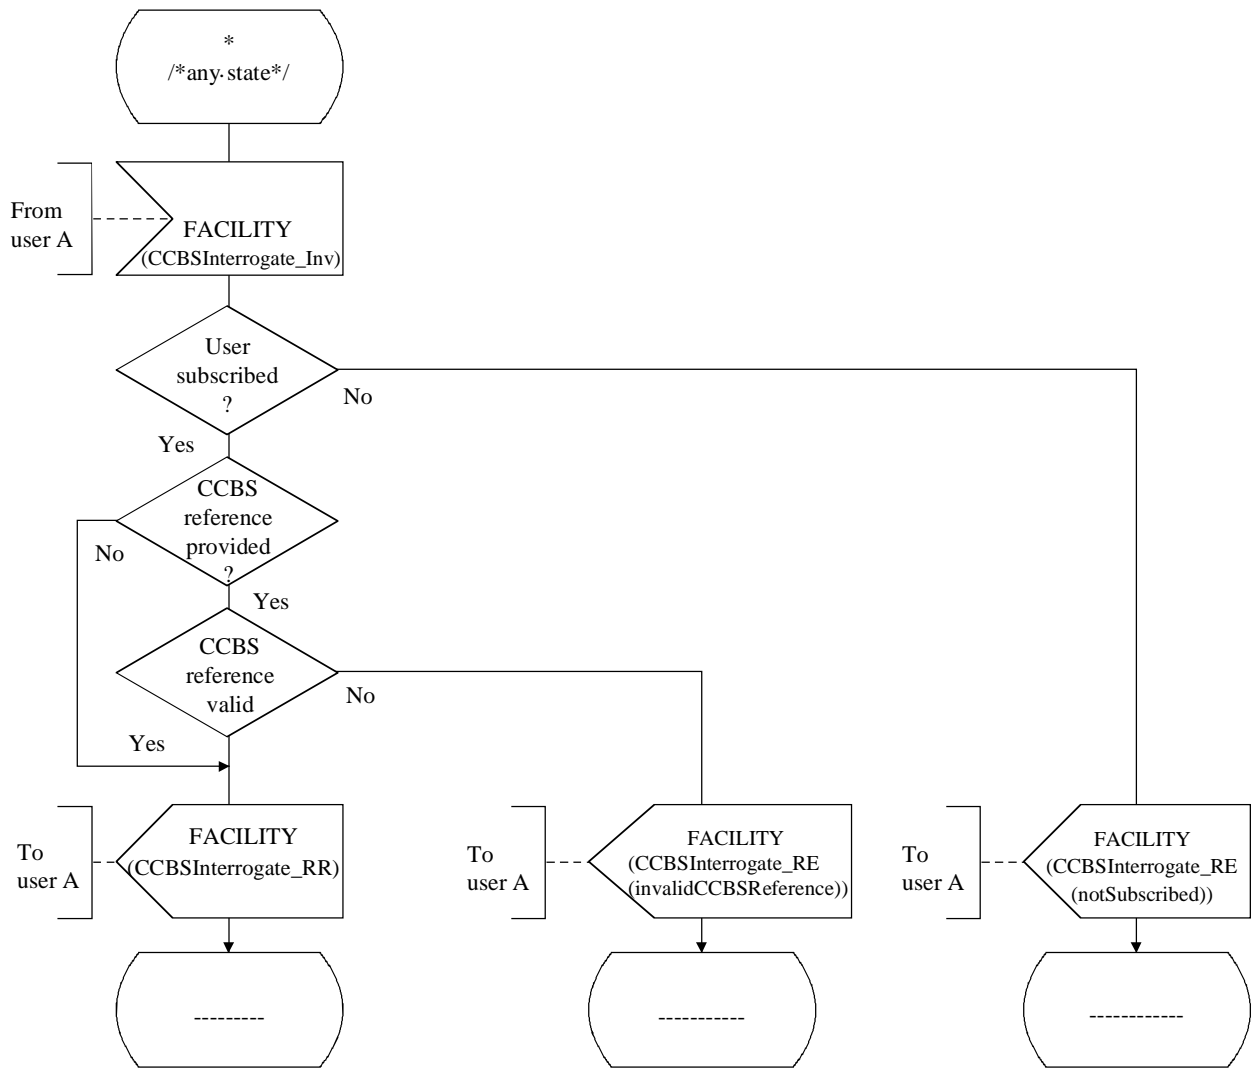 *
/*any state*/
From
user A
FACILITY
(CCBSInterrogate_Inv)
User
subscribed
?
No
Yes
CCBS
reference
provided
?
No
Yes
CCBS
reference
valid
No
Yes
To
user A
FACILITY
(CCBSInterrogate_RR)
To
user A
FACILITY
(CCBSInterrogate_RE
(invalidCCBSReference))
To
user A
FACILITY
(CCBSInterrogate_RE
(notSubscribed))
---------
-----------
------------